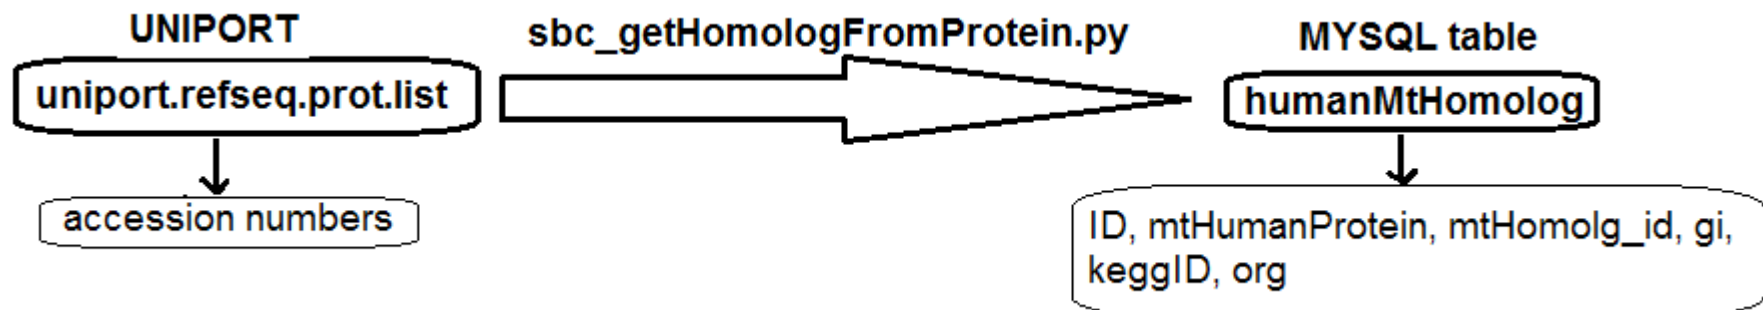 UNIPORT
sbc_getHomologFromProtein.py
MYSQL table
uniport.refseq.prot.list
humanMtHomolog
accession numbers
ID, mtHumanProtein, mtHomolg_id, gi,
keggID, org